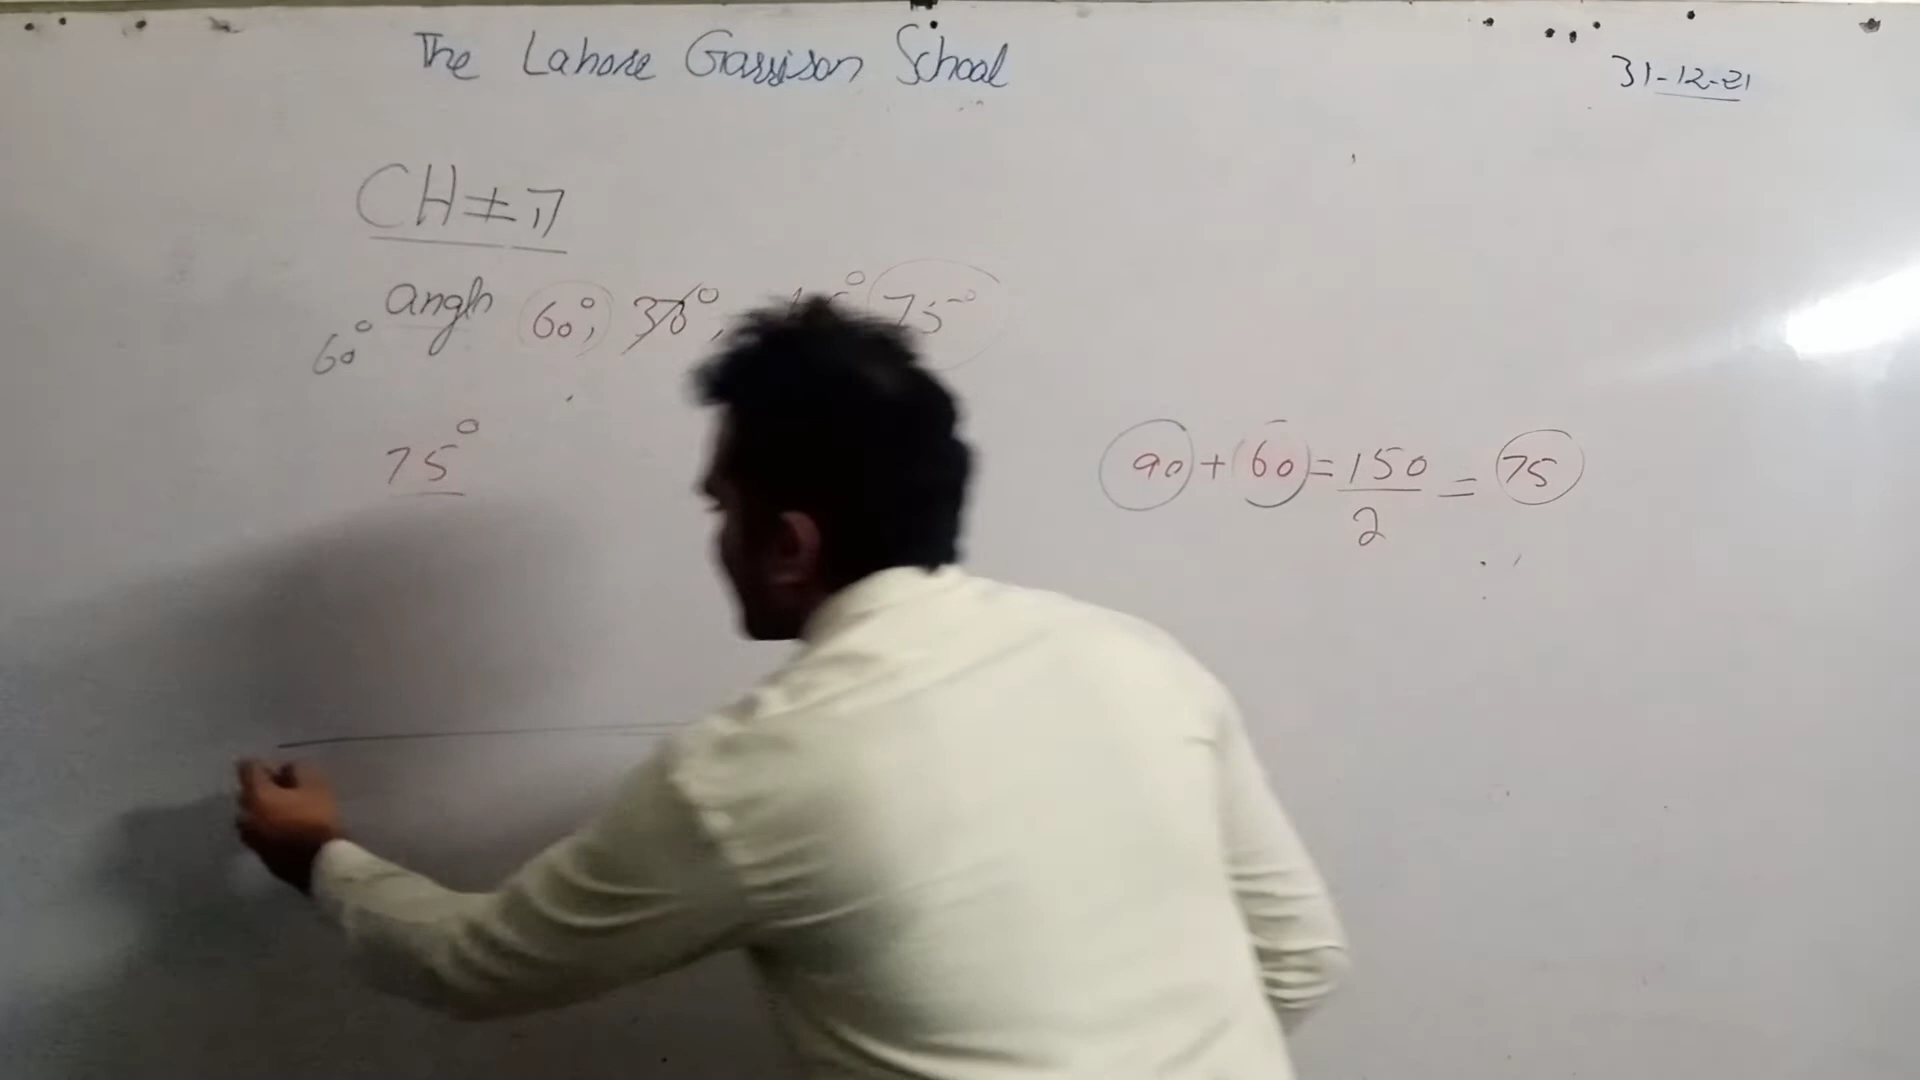 The Lahore Garrison School
31-12-21
CH # 7
angle 60°, 30°, 75°
60°
75°
90 + 60 = 150/2 = 75